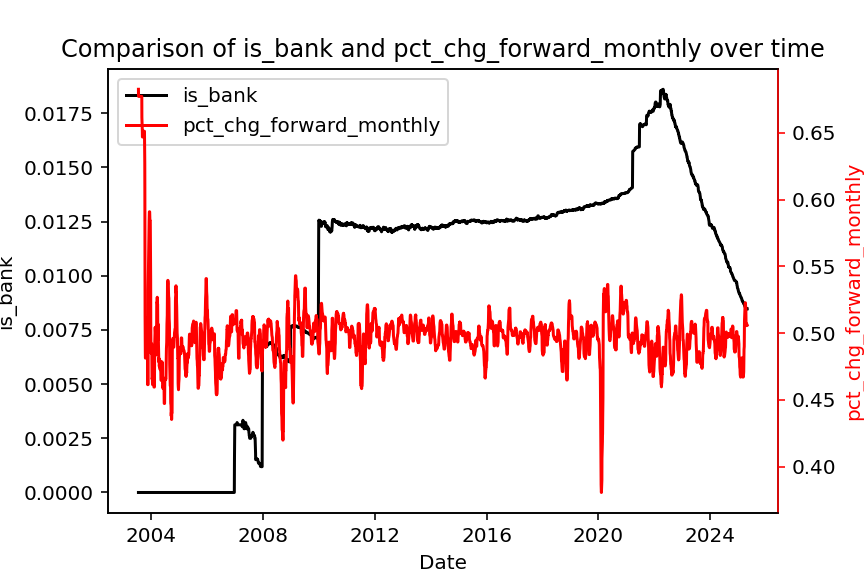 Comparison of is_bank and pct_chg_forward_monthly over time
is_bank
pct_chg_forward_monthly
0.0175
0.0150
0.0125
0.0100
0.0075
0.0050
0.0025
0.0000
is_bank
0.65
0.60
0.55
0.50
0.45
0.40
pct_chg_forward_monthly
2004 2008 2012 2016 2020 2024
Date